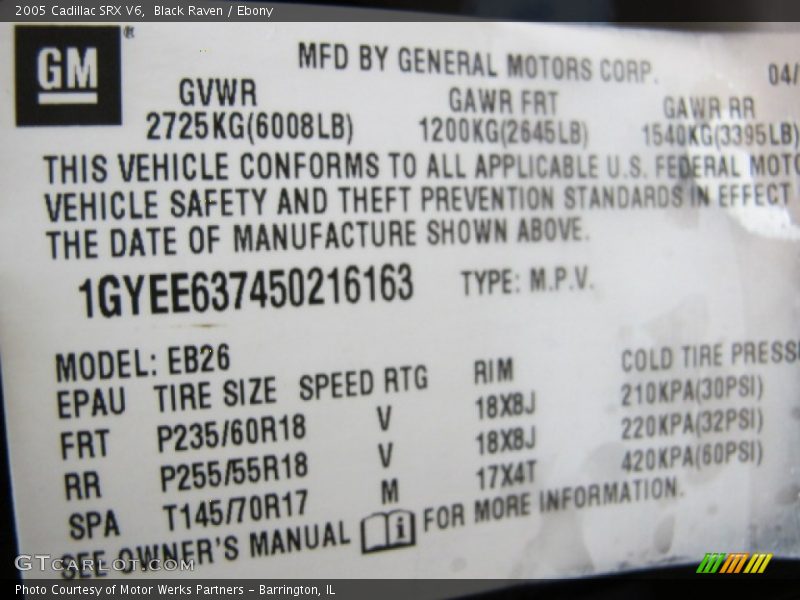 2005 Cadillac SRX V6,  Black Raven / Ebony
GM ®
MFD BY GENERAL MOTORS CORP. 04/
GVWR GAWR FRT GAWR RR
2725KG(6008LB) 1200KG(2645LB) 1540KG(3395LB)
THIS VEHICLE CONFORMS TO ALL APPLICABLE U.S. FEDERAL MOTO
VEHICLE SAFETY AND THEFT PREVENTION STANDARDS IN EFFECT
THE DATE OF MANUFACTURE SHOWN ABOVE.
1GYEE637450216163 TYPE: M.P.V.
MODEL: EB26
EPAU TIRE SIZE SPEED RTG RIM COLD TIRE PRESS
FRT P235/60R18 V 18X8J 210KPA(30PSI)
RR P255/55R18 V 18X8J 220KPA(32PSI)
SPA T145/70R17 M 17X4T 420KPA(60PSI)
SEE OWNER'S MANUAL i FOR MORE INFORMATION.
GTCarLot.com
Photo Courtesy of Motor Werks Partners - Barrington, IL